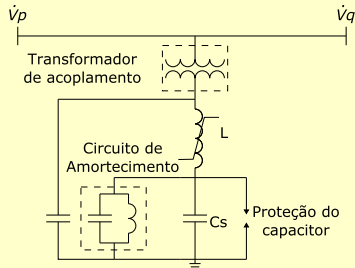 V̇p
V̇q
Transformador
de acoplamento
L
Circuito de
Amortecimento
Cs
Proteção do
capacitor